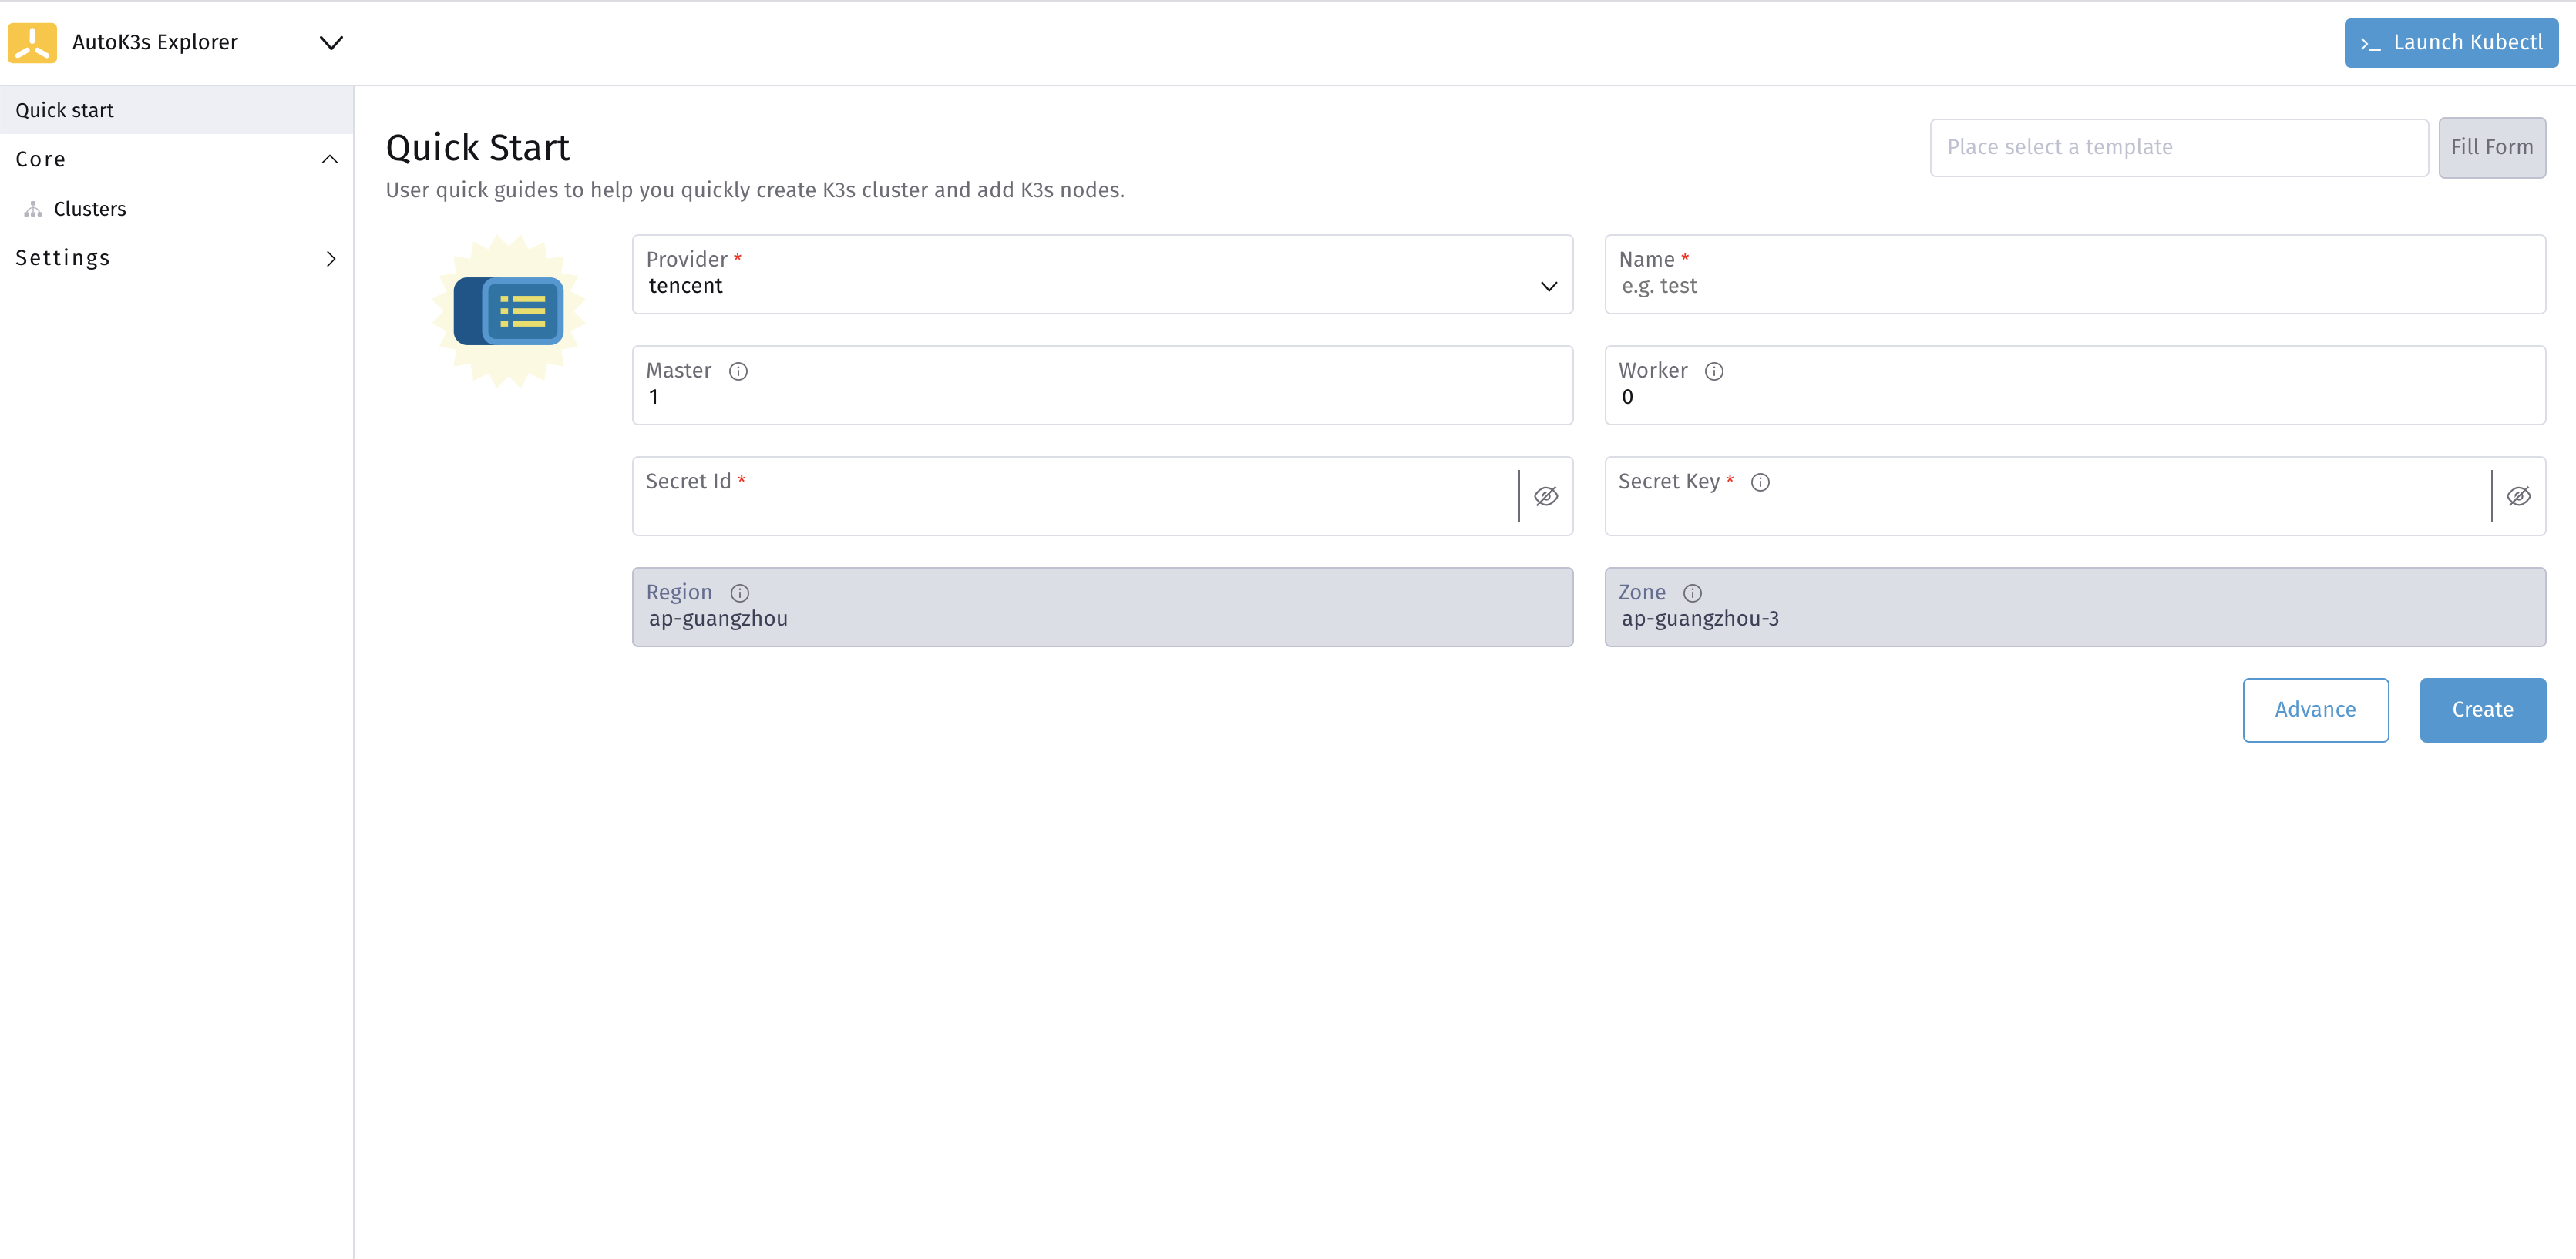 AutoK3s Explorer
>_ Launch Kubectl
Quick start
Core
Clusters
Settings
Quick Start
User quick guides to help you quickly create K3s cluster and add K3s nodes.
Place select a template
Fill Form
Provider *
tencent
Name *
e.g. test
Master
1
Worker
0
Secret Id *
Secret Key *
Region
ap-guangzhou
Zone
ap-guangzhou-3
Advance
Create